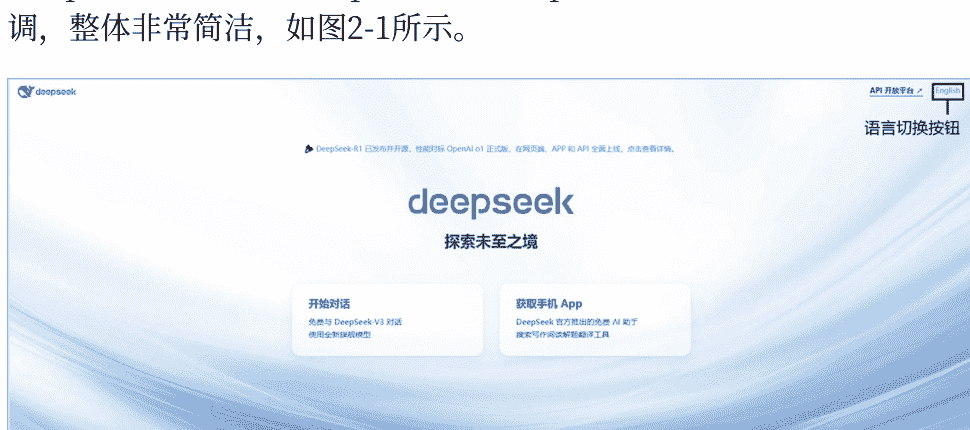 调，整体非常简洁，如图2-1所示。
deepseek
API 开放平台 ↗ English
语言切换按钮
DeepSeek-R1 已发布并开源，性能对标 OpenAI o1 正式版，在网页端、APP 和 API 全面上线，点击查看详情。
deepseek
探索未至之境
开始对话
免费与 DeepSeek-V3 对话
使用全新旗舰模型
获取手机 App
DeepSeek 官方推出的免费 AI 助手
搜索写作阅读解题翻译工具